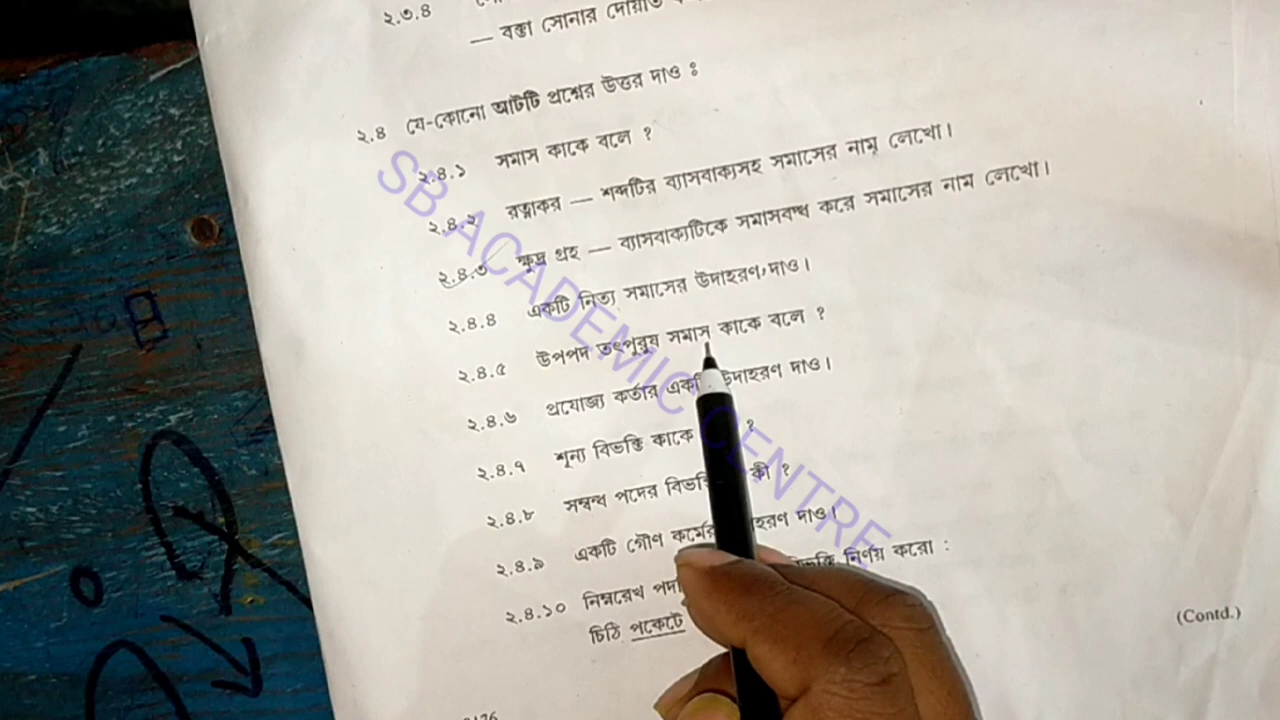 ২.৩.৪
— বক্তা সোনার দোয়াত
২.৪ যে-কোনো আটটি প্রশ্নের উত্তর দাও :
২.৪.১ সমাস কাকে বলে ?
২.৪.২ রত্নাকর — শব্দটির ব্যাসবাক্যসহ সমাসের নাম লেখো।
২.৪.৩ ক্ষুদ্র গ্রহ — ব্যাসবাক্যটিকে সমাসবদ্ধ করে সমাসের নাম লেখো।
২.৪.৪ একটি নিত্য সমাসের উদাহরণ দাও।
২.৪.৫ উপপদ তৎপুরুষ সমাস কাকে বলে ?
২.৪.৬ প্রযোজ্য কর্তার একটি উদাহরণ দাও।
২.৪.৭ শূন্য বিভক্তি কাকে ?
২.৪.৮ সম্বন্ধ পদের বিভক্তি কী ?
২.৪.৯ একটি গৌণ কর্মের উদাহরণ দাও।
২.৪.১০ নিম্নরেখ বিভক্তি নির্ণয় করো :
চিঠি পকেটে
(Contd.)
SB ACADEMIC CENTRE